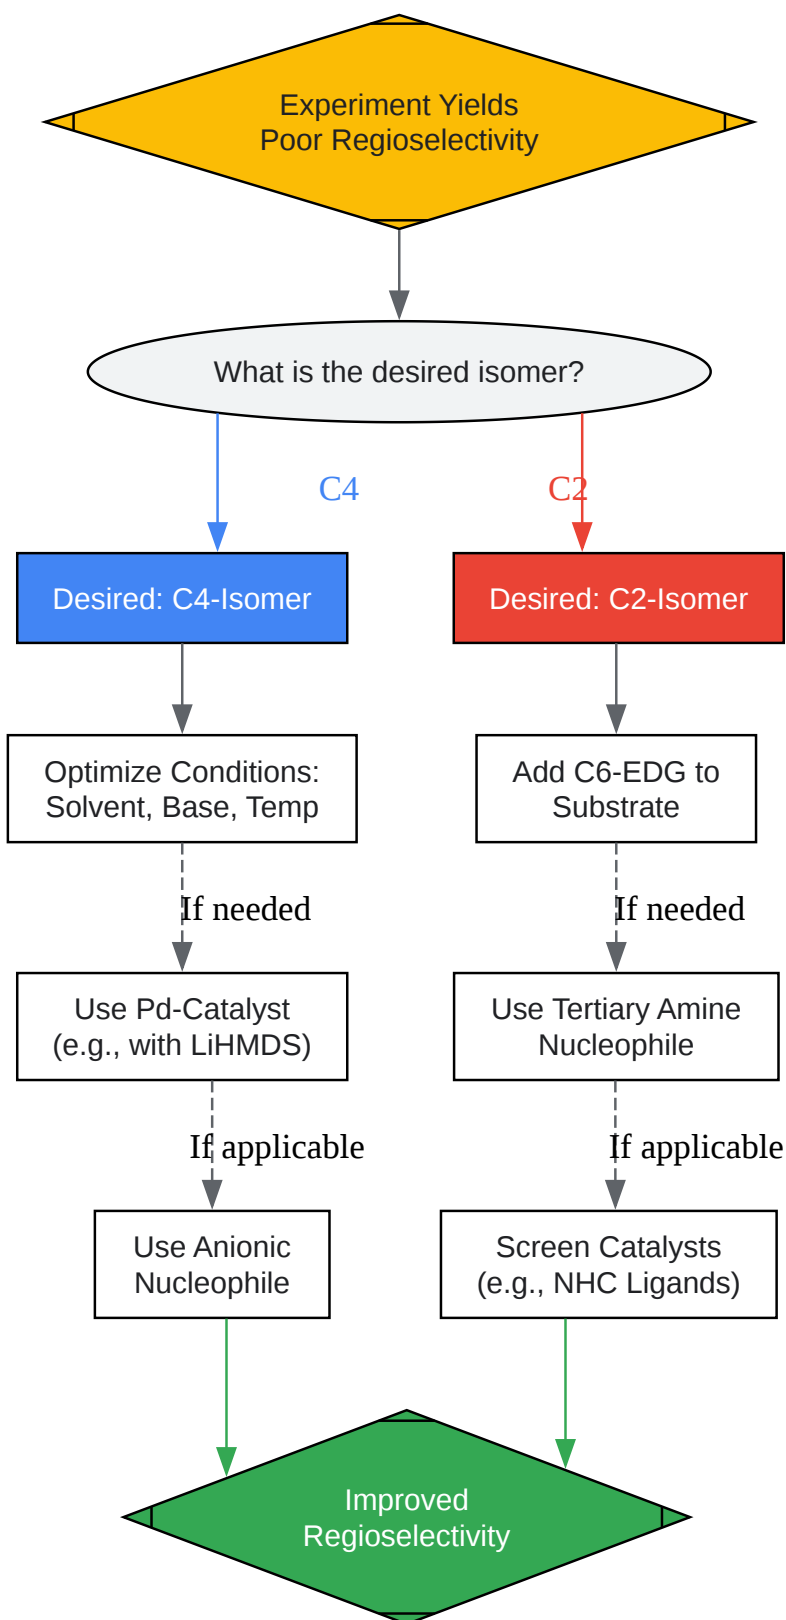 Experiment Yields
Poor Regioselectivity
What is the desired isomer?
C4
C2
Desired: C4-Isomer
Desired: C2-Isomer
Optimize Conditions:
Solvent, Base, Temp
Add C6-EDG to
Substrate
If needed
If needed
Use Pd-Catalyst
(e.g., with LiHMDS)
Use Tertiary Amine
Nucleophile
If applicable
If applicable
Use Anionic
Nucleophile
Screen Catalysts
(e.g., NHC Ligands)
Improved
Regioselectivity